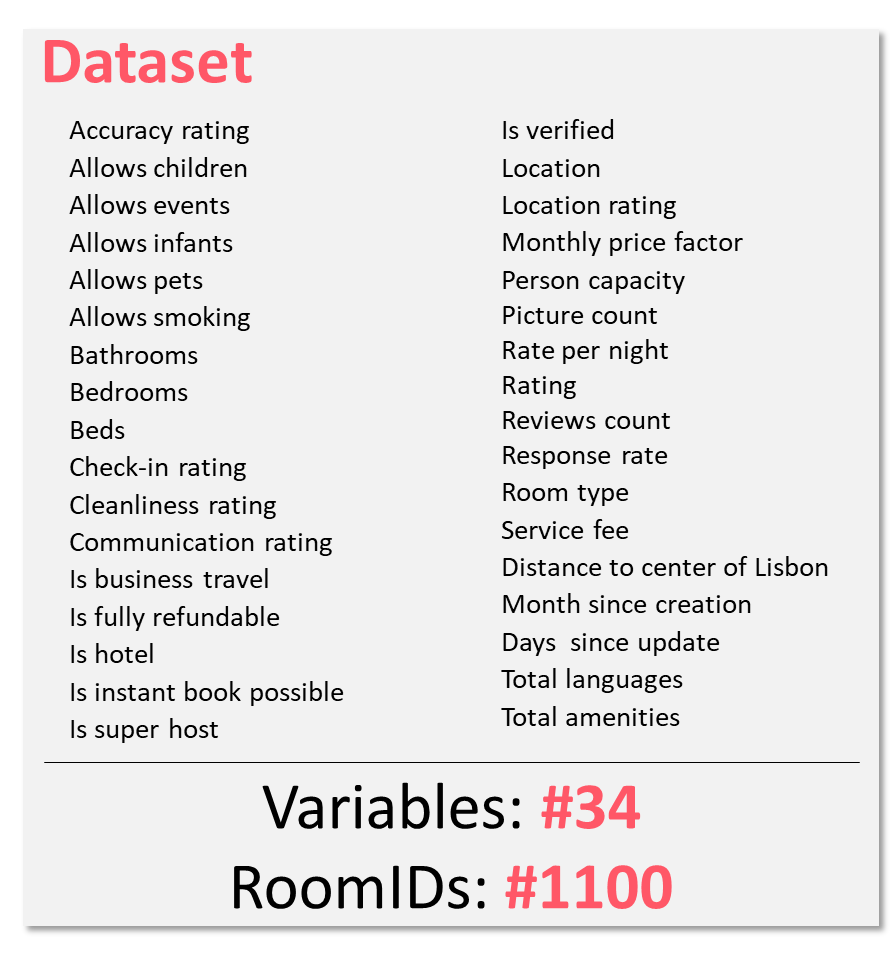 Dataset
Accuracy rating
Allows children
Allows events
Allows infants
Allows pets
Allows smoking
Bathrooms
Bedrooms
Beds
Check-in rating
Cleanliness rating
Communication rating
Is business travel
Is fully refundable
Is hotel
Is instant book possible
Is super host
Is verified
Location
Location rating
Monthly price factor
Person capacity
Picture count
Rate per night
Rating
Reviews count
Response rate
Room type
Service fee
Distance to center of Lisbon
Month since creation
Days  since update
Total languages
Total amenities
Variables: #34
RoomIDs: #1100